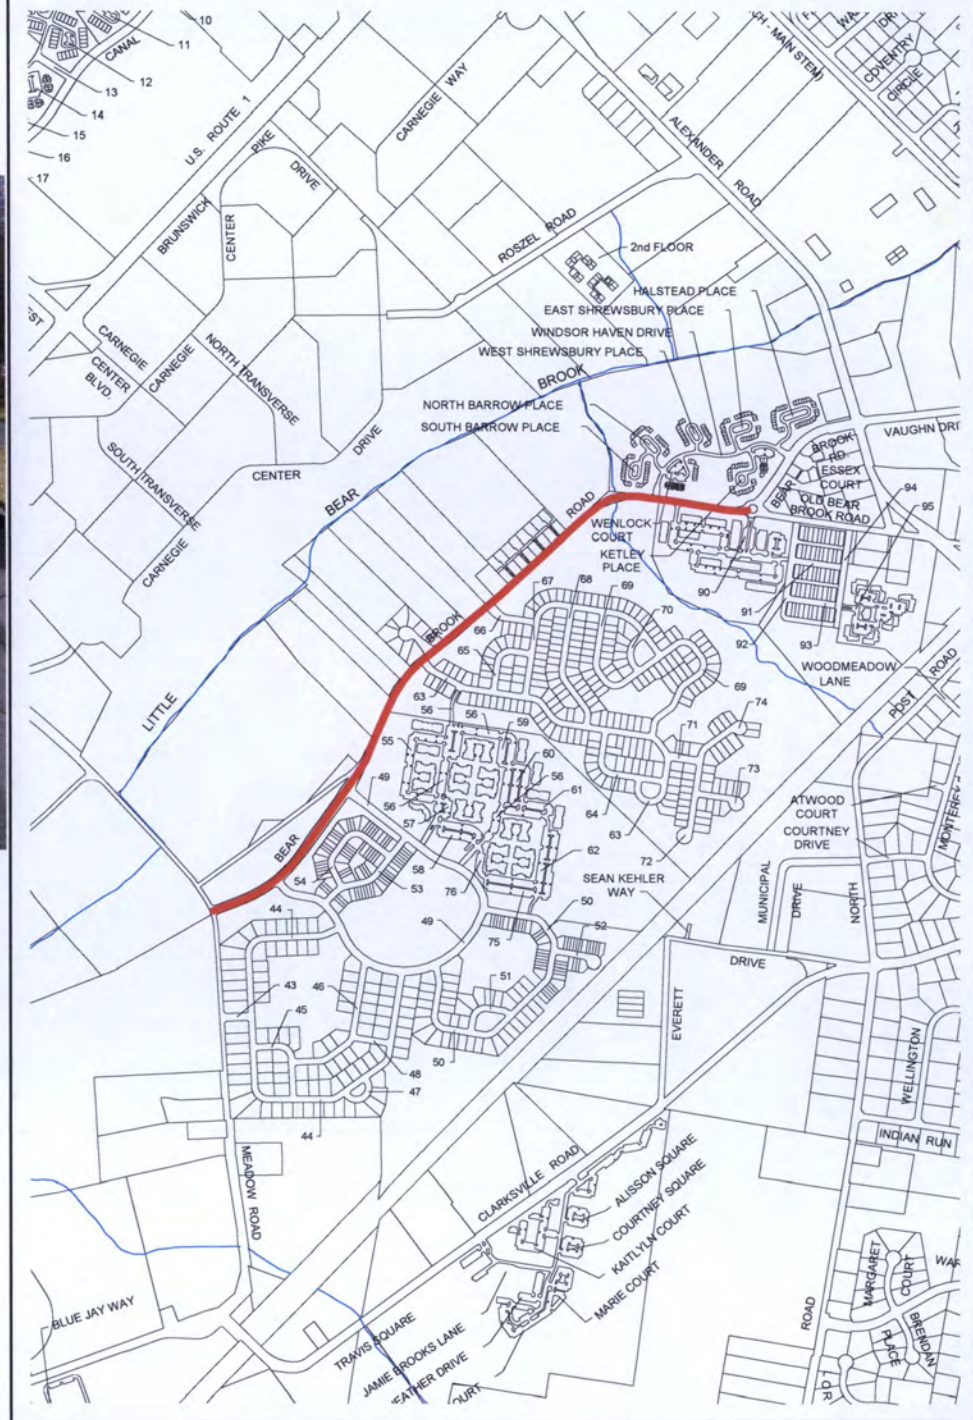 10
11
CANAL
12
13
14
15
16
17
U.S. ROUTE 1
BRUNSWICK PIKE
CENTER
DRIVE
CARNEGIE WAY
ALEXANDER ROAD
MAIN STEM)
COVENTRY
CIRCLE
DR
ROSZEL ROAD
2nd FLOOR
HALSTEAD PLACE
EAST SHREWSBURY PLACE
WINDSOR HAVEN DRIVE
WEST SHREWSBURY PLACE
BROOK
NORTH BARROW PLACE
SOUTH BARROW PLACE
CARNEGIE
CENTER
BLVD.
CARNEGIE
NORTH TRANSVERSE
SOUTH TRANSVERSE
CENTER
DRIVE
CARNEGIE
BEAR
LITTLE
VAUGHN DRI
BROOK
RD.
ESSEX
COURT
BEAR
OLD BEAR
BROOK ROAD
94
95
ROAD
WENLOCK
COURT
KETLEY
PLACE
90
91
92
93
WOODMEADOW
LANE
POST ROAD
BROOK
67
68
69
70
66
65
63
69
74
71
73
56
56
59
55
60
56
61
49
56
57
64
63
72
58
62
BEAR
54
53
76
SEAN KEHLER
WAY
44
49
75
50
52
51
43
46
45
50
48
47
44
ATWOOD
COURT
COURTNEY
DRIVE
MONTEREY
MUNICIPAL
DRIVE
NORTH
DRIVE
EVERETT
WELLINGTON
INDIAN RUN
MEADOW ROAD
CLARKSVILLE ROAD
ALISSON SQUARE
COURTNEY SQUARE
KAITLYLN COURT
MARIE COURT
BLUE JAY WAY
TRAVIS SQUARE
JAMIE BROOKS LANE
EATHER DRIVE
OURT
ROAD
MARGARET
COURT
BRENDAN
PLACE